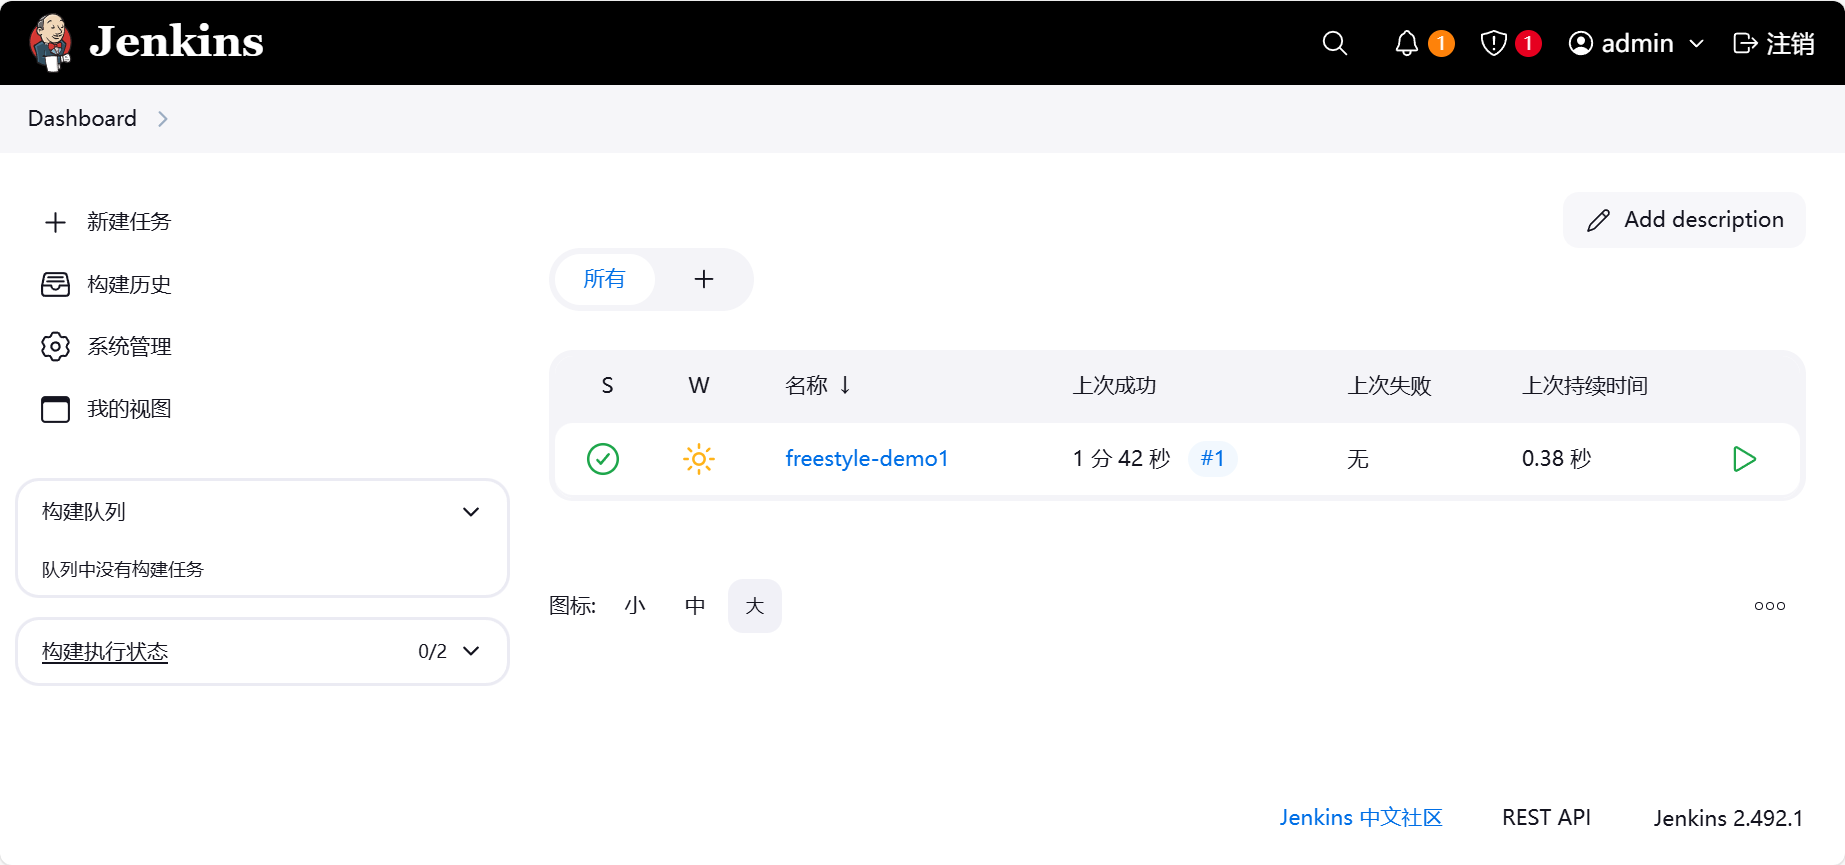 Jenkins
1
1
admin
注销
Dashboard
新建任务
构建历史
系统管理
我的视图
构建队列
队列中没有构建任务
构建执行状态 0/2
Add description
所有
S W 名称 ↓ 上次成功 上次失败 上次持续时间
freestyle-demo1 1 分 42 秒 #1 无 0.38 秒
图标: 小 中 大
Jenkins 中文社区 REST API Jenkins 2.492.1